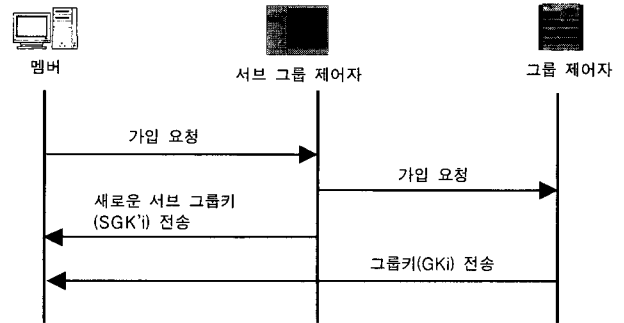 멤버
서브 그룹 제어자
그룹 제어자
가입 요청
가입 요청
새로운 서브 그룹키
(SGK'i) 전송
그룹키(GKi) 전송